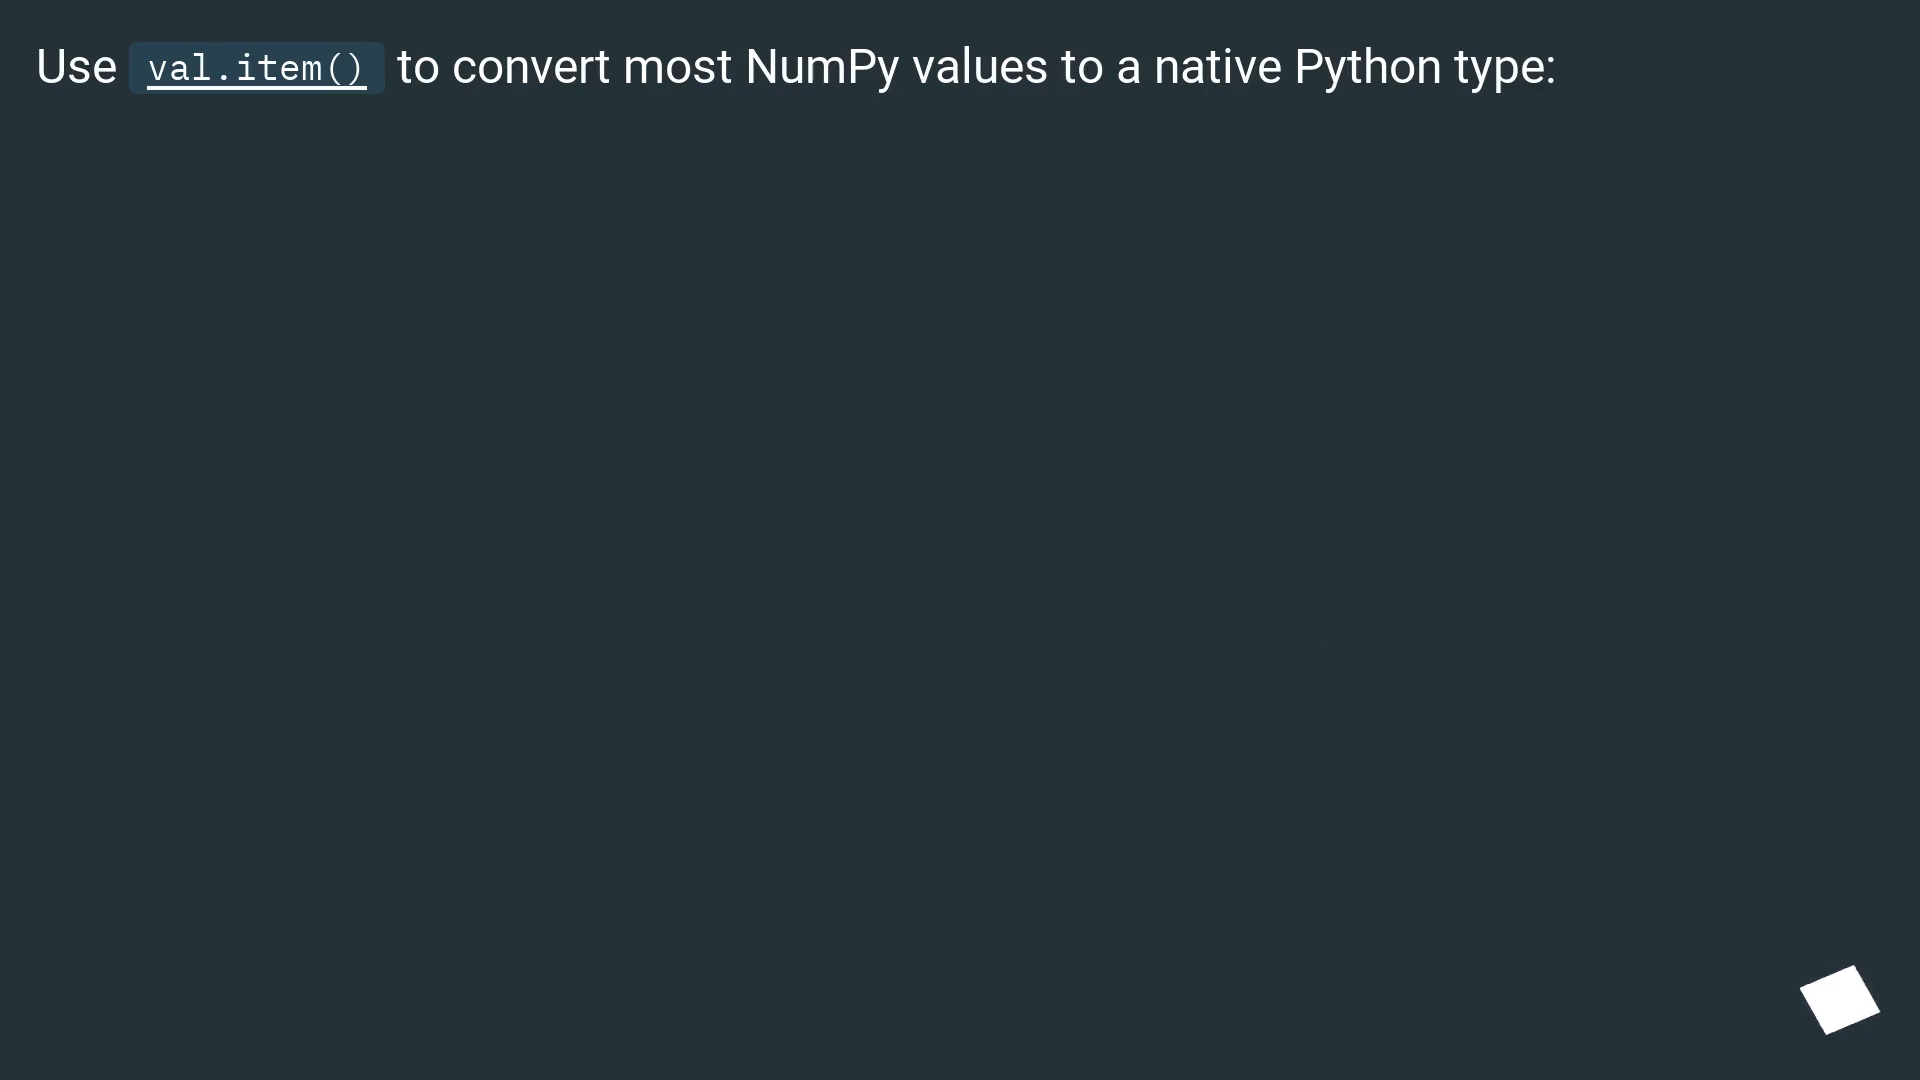 Use val.item() to convert most NumPy values to a native Python type: